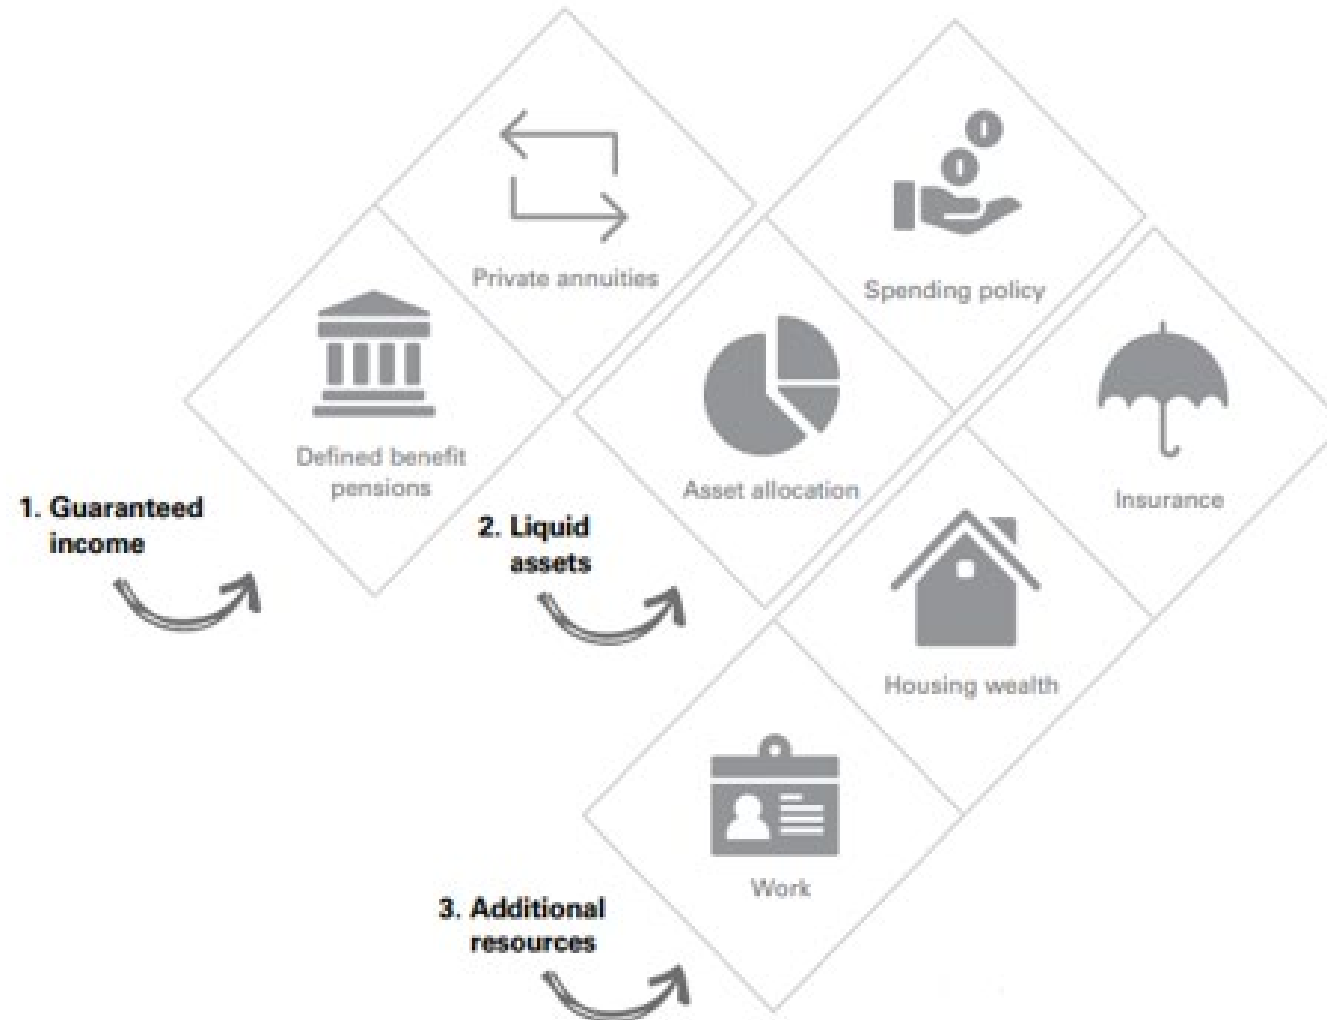 Private annuities
Defined benefit
pensions
1. Guaranteed
income
Spending policy
Asset allocation
2. Liquid
assets
Insurance
Housing wealth
Work
3. Additional
resources